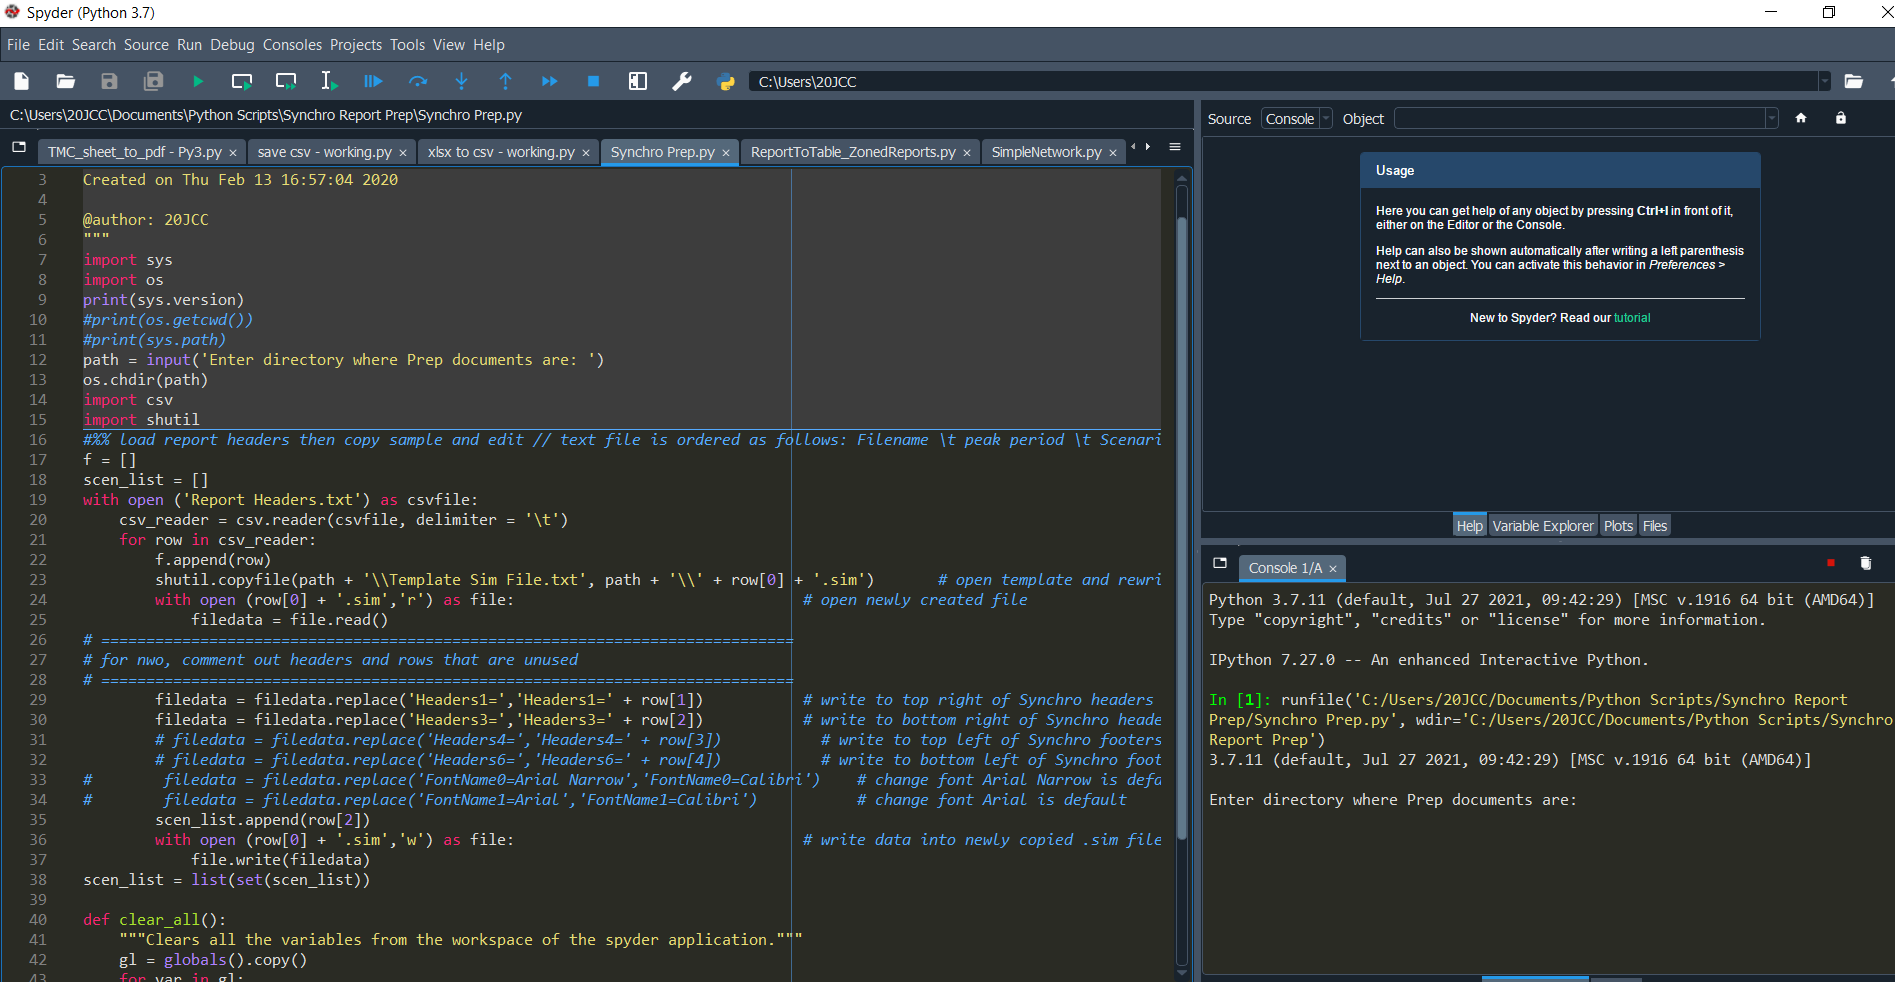 Spyder (Python 3.7)
File Edit Search Source Run Debug Consoles Projects Tools View Help
C:\Users\20JCC
C:\Users\20JCC\Documents\Python Scripts\Synchro Report Prep\Synchro Prep.py
TMC_sheet_to_pdf - Py3.py × save csv - working.py × xlsx to csv - working.py × Synchro Prep.py × ReportToTable_ZonedReports.py × SimpleNetwork.py ×
3 Created on Thu Feb 13 16:57:04 2020
4
5 @author: 20JCC
6 """
7 import sys
8 import os
9 print(sys.version)
10 #print(os.getcwd())
11 #print(sys.path)
12 path = input('Enter directory where Prep documents are: ')
13 os.chdir(path)
14 import csv
15 import shutil
16 #%% load report headers then copy sample and edit // text file is ordered as follows: Filename \t peak period \t Scenari
17 f = []
18 scen_list = []
19 with open ('Report Headers.txt') as csvfile:
20     csv_reader = csv.reader(csvfile, delimiter = '\t')
21     for row in csv_reader:
22         f.append(row)
23         shutil.copyfile(path + '\\Template Sim File.txt', path + '\\' + row[0] + '.sim')       # open template and rewri
24         with open (row[0] + '.sim','r') as file:                                # open newly created file
25             filedata = file.read()
26 # =============================================================================
27 # for nwo, comment out headers and rows that are unused
28 # =============================================================================
29         filedata = filedata.replace('Headers1=','Headers1=' + row[1])           # write to top right of Synchro headers
30         filedata = filedata.replace('Headers3=','Headers3=' + row[2])           # write to bottom right of Synchro heade
31         # filedata = filedata.replace('Headers4=','Headers4=' + row[3])           # write to top left of Synchro footers
32         # filedata = filedata.replace('Headers6=','Headers6=' + row[4])           # write to bottom left of Synchro foot
33 #        filedata = filedata.replace('FontName0=Arial Narrow','FontName0=Calibri')    # change font Arial Narrow is defa
34 #        filedata = filedata.replace('FontName1=Arial','FontName1=Calibri')           # change font Arial is default
35         scen_list.append(row[2])
36         with open (row[0] + '.sim','w') as file:                                # write data into newly copied .sim file
37             file.write(filedata)
38 scen_list = list(set(scen_list))
39
40 def clear_all():
41     """Clears all the variables from the workspace of the spyder application."""
42     gl = globals().copy()
43     for var in gl:
Source Console Object
Usage
Here you can get help of any object by pressing Ctrl+I in front of it,
either on the Editor or the Console.
Help can also be shown automatically after writing a left parenthesis
next to an object. You can activate this behavior in Preferences >
Help.
New to Spyder? Read our tutorial
Help Variable Explorer Plots Files
Console 1/A ×
Python 3.7.11 (default, Jul 27 2021, 09:42:29) [MSC v.1916 64 bit (AMD64)]
Type "copyright", "credits" or "license" for more information.
IPython 7.27.0 -- An enhanced Interactive Python.
In [1]: runfile('C:/Users/20JCC/Documents/Python Scripts/Synchro Report
Prep/Synchro Prep.py', wdir='C:/Users/20JCC/Documents/Python Scripts/Synchro
Report Prep')
3.7.11 (default, Jul 27 2021, 09:42:29) [MSC v.1916 64 bit (AMD64)]
Enter directory where Prep documents are: